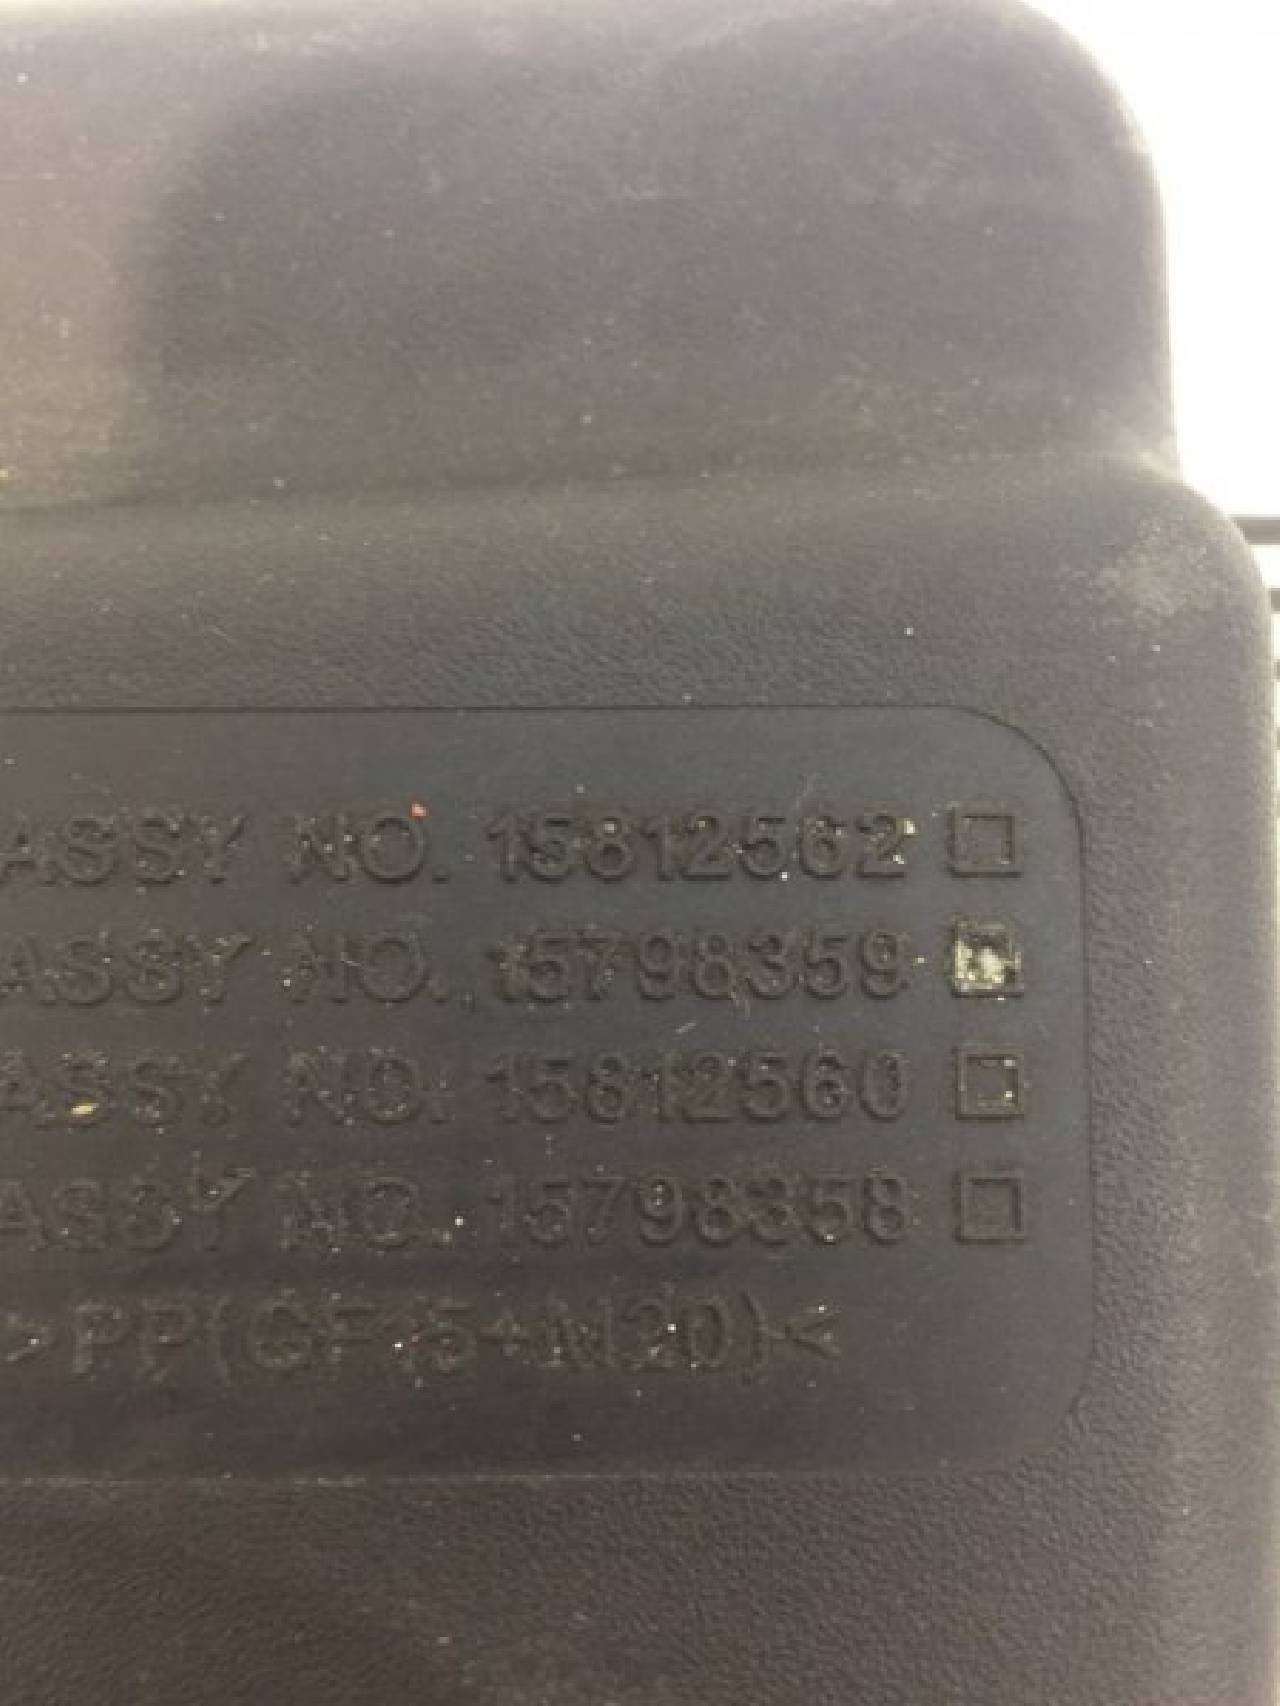 ASSY NO. 15812562 □
ASSY NO. 15798359 □
ASSY NO. 15812560 □
ASSY NO. 15798358 □
>PP(GF15+M20)<